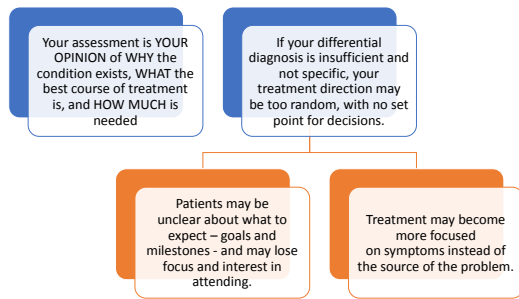 Your assessment is YOUR
OPINION of WHY the
condition exists, WHAT the
best course of treatment
is, and HOW MUCH is
needed
If your differential
diagnosis is insufficient and
not specific, your
treatment direction may
be too random, with no set
point for decisions.
Patients may be
unclear about what to
expect – goals and
milestones - and may lose
focus and interest in
attending.
Treatment may become
more focused
on symptoms instead of
the source of the problem.